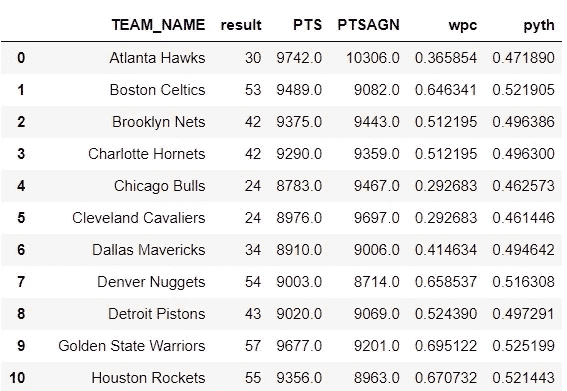 TEAM_NAME result PTS PTSAGN wpc pyth
0 Atlanta Hawks 30 9742.0 10306.0 0.365854 0.471890
1 Boston Celtics 53 9489.0 9082.0 0.646341 0.521905
2 Brooklyn Nets 42 9375.0 9443.0 0.512195 0.496386
3 Charlotte Hornets 42 9290.0 9359.0 0.512195 0.496300
4 Chicago Bulls 24 8783.0 9467.0 0.292683 0.462573
5 Cleveland Cavaliers 24 8976.0 9697.0 0.292683 0.461446
6 Dallas Mavericks 34 8910.0 9006.0 0.414634 0.494642
7 Denver Nuggets 54 9003.0 8714.0 0.658537 0.516308
8 Detroit Pistons 43 9020.0 9069.0 0.524390 0.497291
9 Golden State Warriors 57 9677.0 9201.0 0.695122 0.525199
10 Houston Rockets 55 9356.0 8963.0 0.670732 0.521443